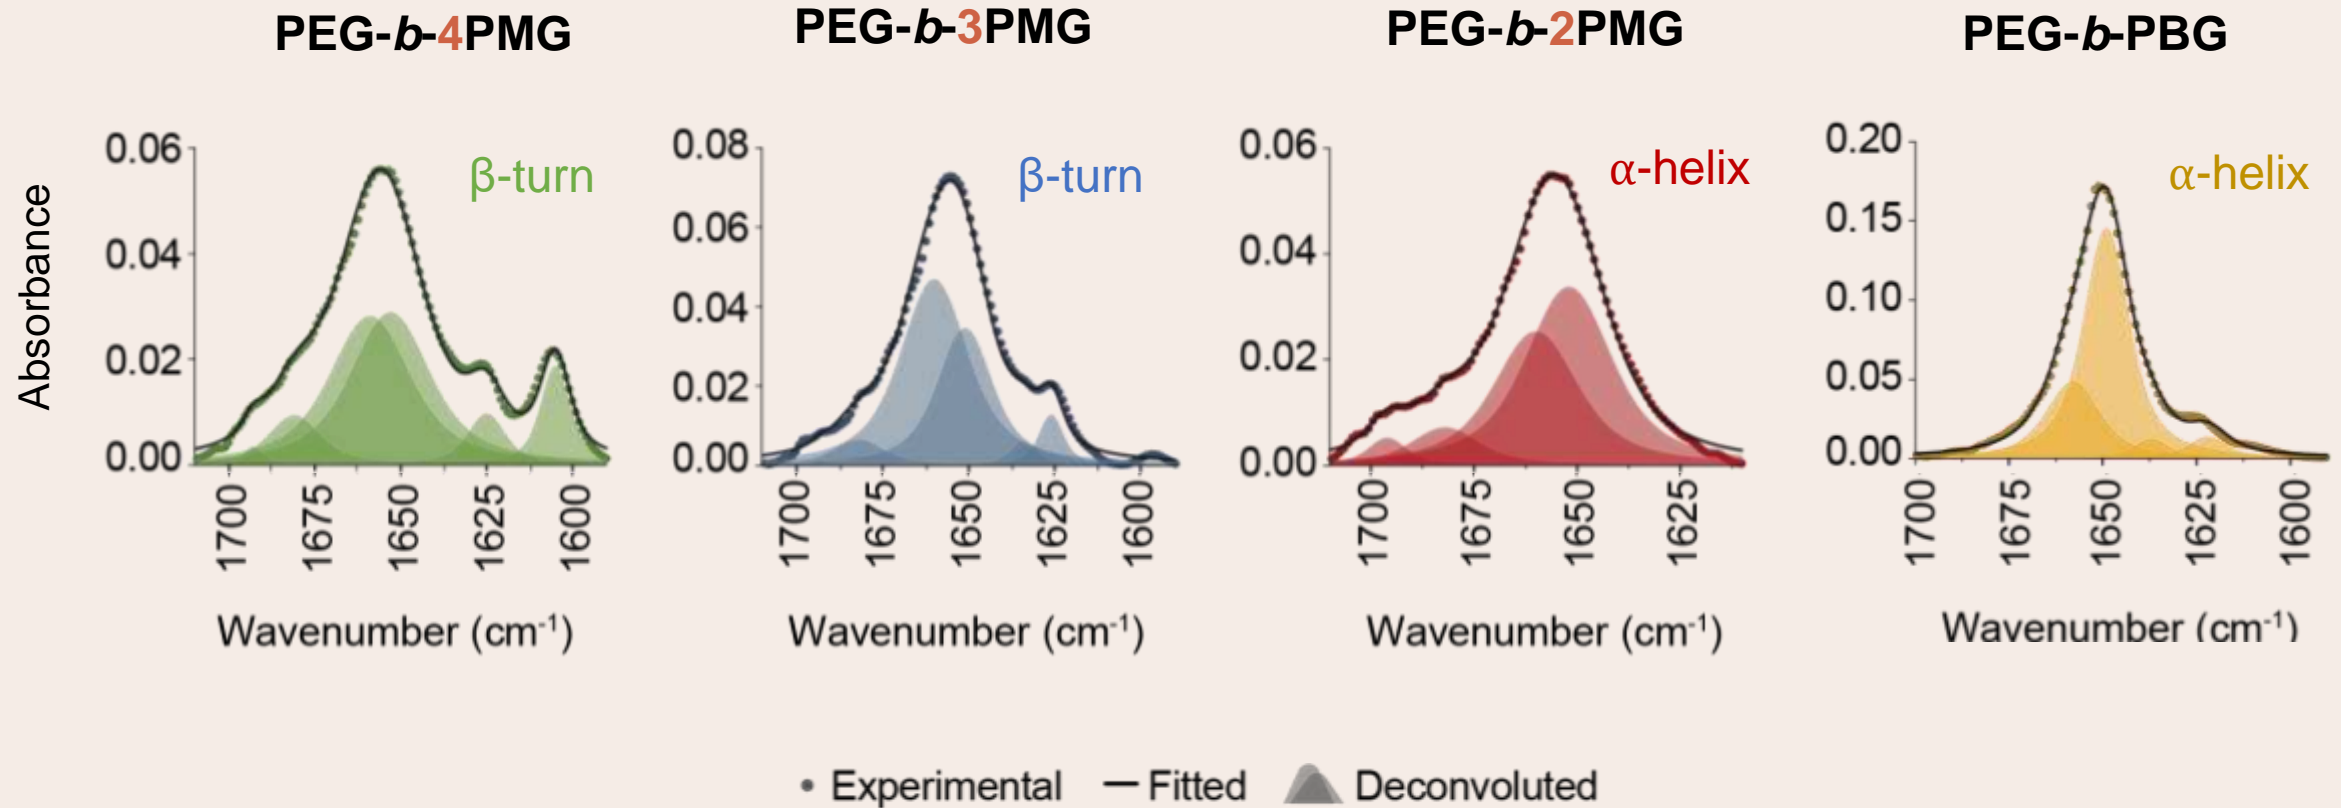 PEG-b-4PMG
PEG-b-3PMG
PEG-b-2PMG
PEG-b-PBG
Absorbance
0.06
0.04
0.02
0.00
β-turn
1700
1675
1650
1625
1600
Wavenumber (cm⁻¹)
0.08
0.06
0.04
0.02
0.00
β-turn
1700
1675
1650
1625
1600
Wavenumber (cm⁻¹)
0.06
0.04
0.02
0.00
α-helix
1700
1675
1650
1625
Wavenumber (cm⁻¹)
0.20
0.15
0.10
0.05
0.00
α-helix
1700
1675
1650
1625
1600
Wavenumber (cm⁻¹)
Experimental
Fitted
Deconvoluted